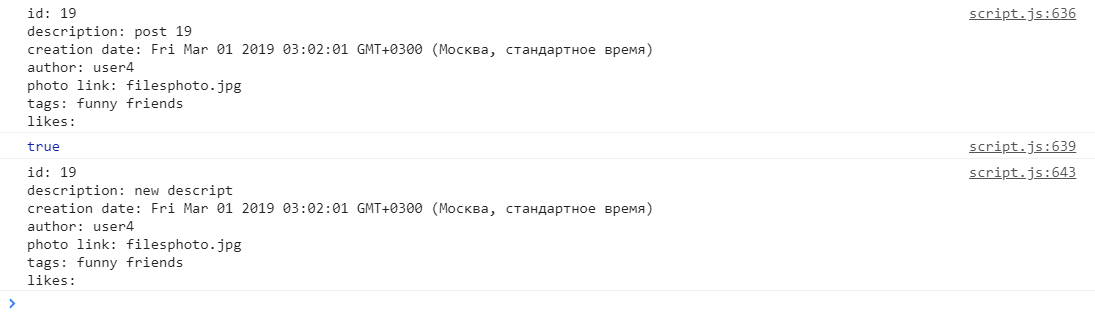 id: 19 script.js:636
description: post 19
creation date: Fri Mar 01 2019 03:02:01 GMT+0300 (Москва, стандартное время)
author: user4
photo link: filesphoto.jpg
tags: funny friends
likes:
true script.js:639
id: 19 script.js:643
description: new descript
creation date: Fri Mar 01 2019 03:02:01 GMT+0300 (Москва, стандартное время)
author: user4
photo link: filesphoto.jpg
tags: funny friends
likes: